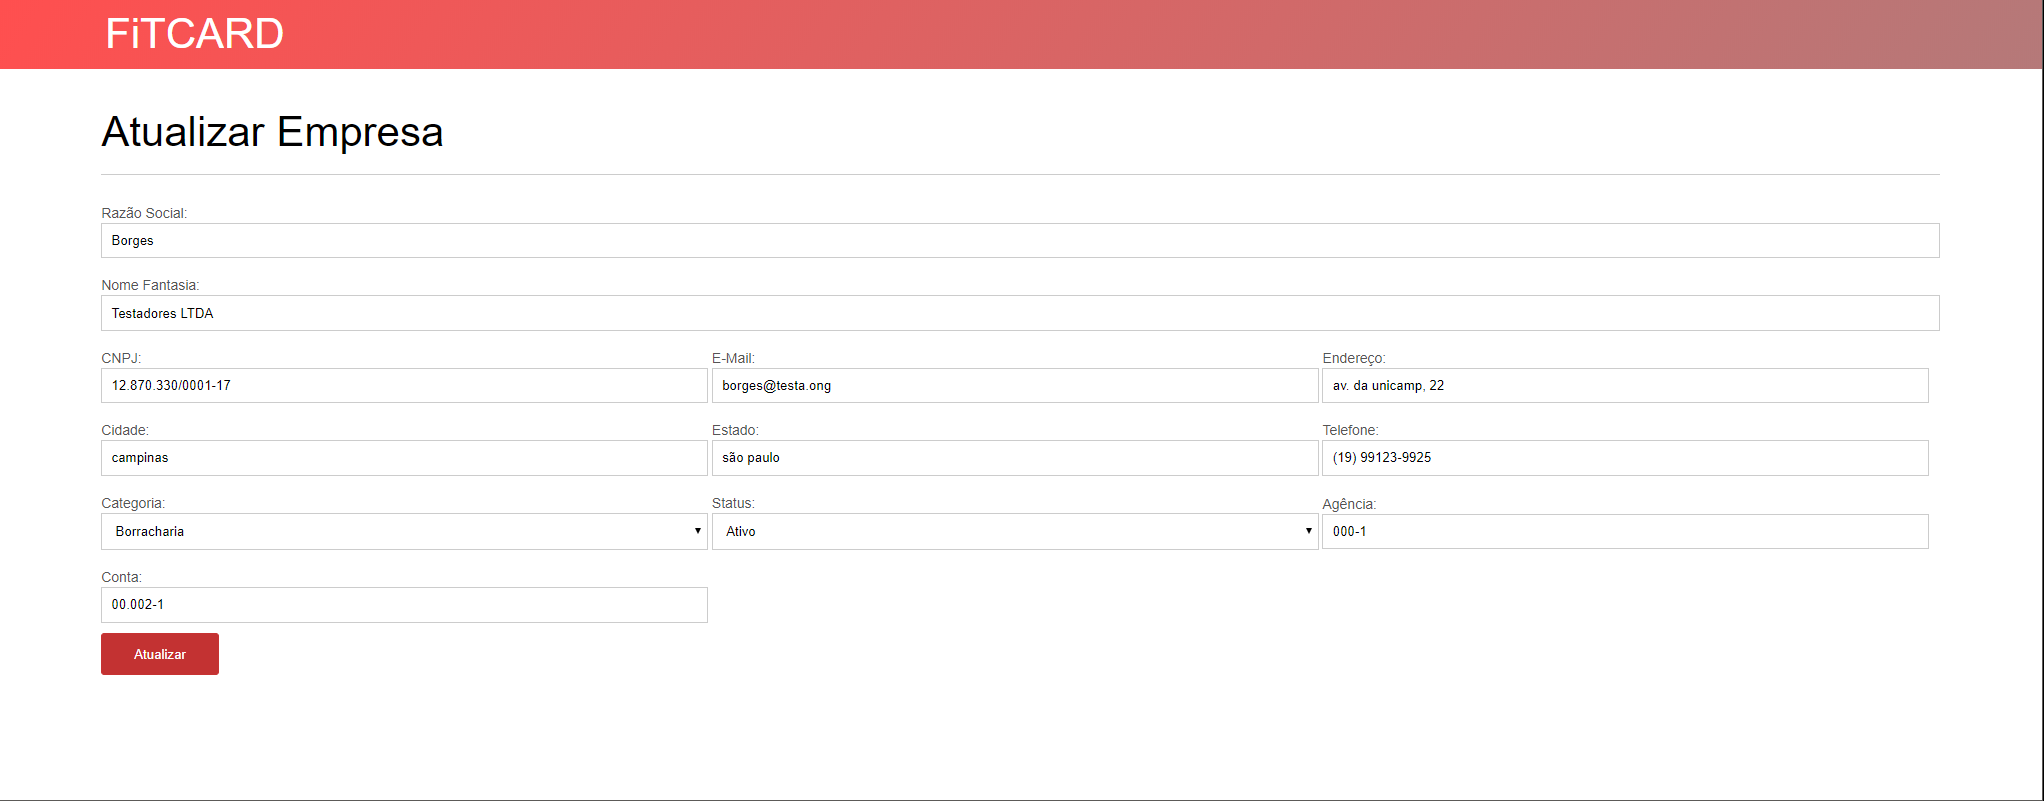 FiTCARD
Atualizar Empresa
Razão Social:
Borges
Nome Fantasia:
Testadores LTDA
CNPJ: E-Mail: Endereço:
12.870.330/0001-17 borges@testa.ong av. da unicamp, 22
Cidade: Estado: Telefone:
campinas são paulo (19) 99123-9925
Categoria: Status: Agência:
Borracharia Ativo 000-1
Conta:
00.002-1
Atualizar